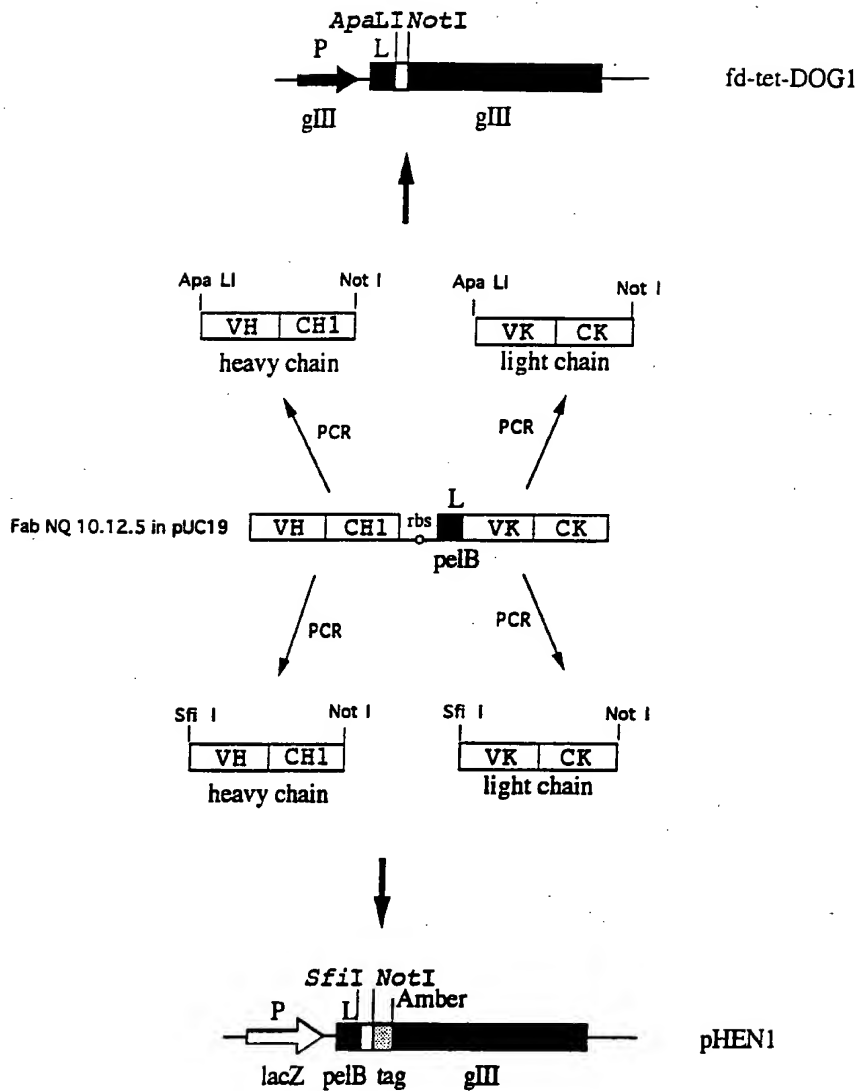 ApaLI NotI
P L
fd-tet-DOG1
gIII gIII
Apa LI Not I
VH CH1
heavy chain
Apa LI Not I
VK CK
light chain
PCR PCR
Fab NQ 10.12.5 in pUC19 VH CH1 rbs L VK CK
pelB
PCR PCR
Sfi I Not I
VH CH1
heavy chain
Sfi I Not I
VK CK
light chain
SfiI NotI
P L Amber
pHEN1
lacZ pelB tag gIII